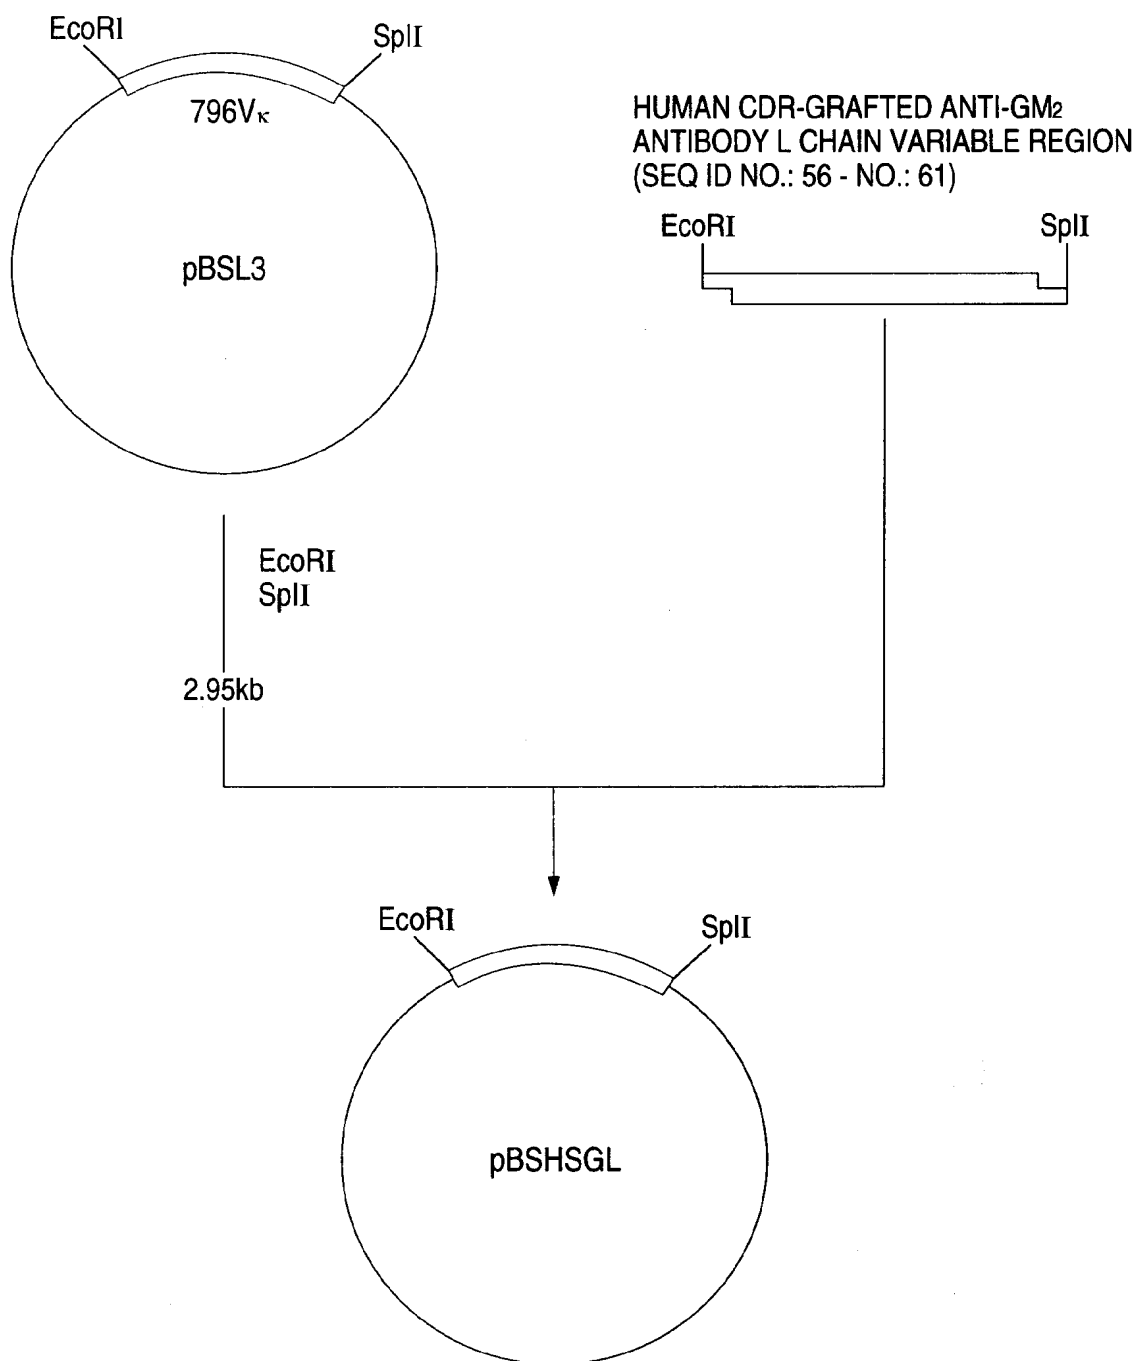 EcoRI
SplI
796Vκ
pBSL3
HUMAN CDR-GRAFTED ANTI-GM2
ANTIBODY L CHAIN VARIABLE REGION
(SEQ ID NO.: 56 - NO.: 61)
EcoRI
SplI
EcoRI
SplI
2.95kb
EcoRI
SplI
pBSHSGL